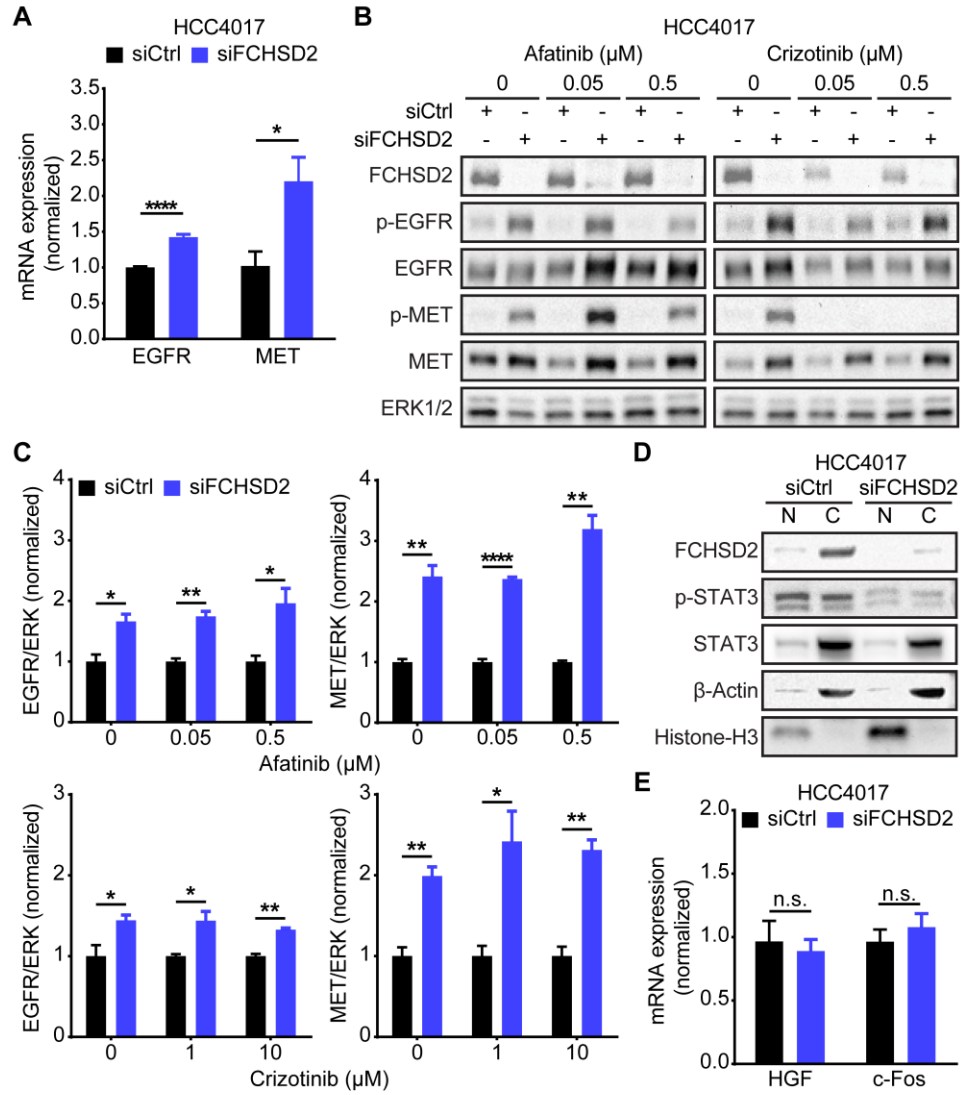 A
HCC4017
siCtrl siFCHSD2
mRNA expression
(normalized)
3.5
3.0
2.5
2.0
1.5
1.0
0.5
0.0
****
*
EGFR MET
B
HCC4017
Afatinib (μM) Crizotinib (μM)
0 0.05 0.5 0 0.05 0.5
siCtrl + - + - + - + - + - + -
siFCHSD2 - + - + - + - + - + - +
FCHSD2
p-EGFR
EGFR
p-MET
MET
ERK1/2
C
siCtrl siFCHSD2
EGFR/ERK (normalized)
4
3
2
1
0
* ** *
0 0.05 0.5
MET/ERK (normalized)
4
3
2
1
0
** **** **
0 0.05 0.5
Afatinib (μM)
EGFR/ERK (normalized)
3
2
1
0
* * **
0 1 10
MET/ERK (normalized)
3
2
1
0
** * **
0 1 10
Crizotinib (μM)
D
HCC4017
siCtrl siFCHSD2
N C N C
FCHSD2
p-STAT3
STAT3
β-Actin
Histone-H3
E
HCC4017
siCtrl siFCHSD2
mRNA expression
(normalized)
2.0
1.5
1.0
0.5
0.0
n.s. n.s.
HGF c-Fos